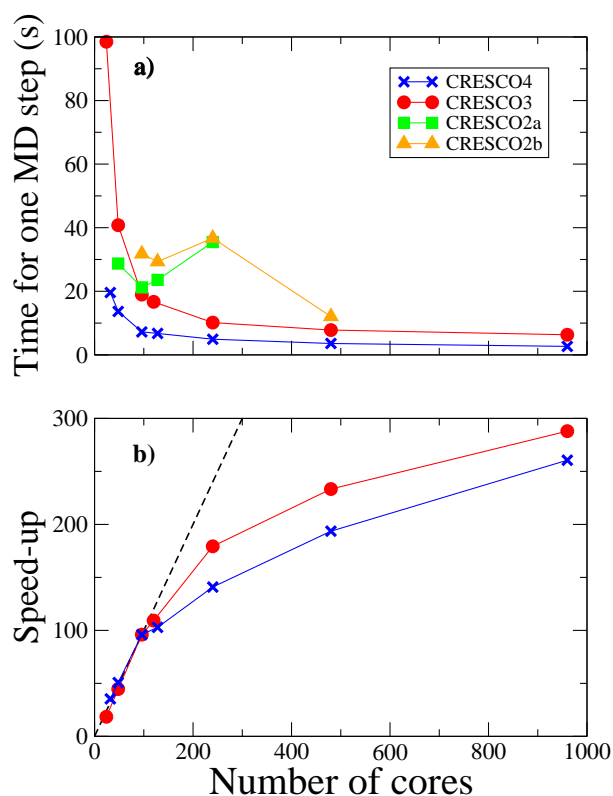 100
80
60
40
20
0
Time for one MD step (s)
a)
CRESCO4
CRESCO3
CRESCO2a
CRESCO2b
300
200
100
0
Speed-up
b)
0
200
400
600
800
1000
Number of cores